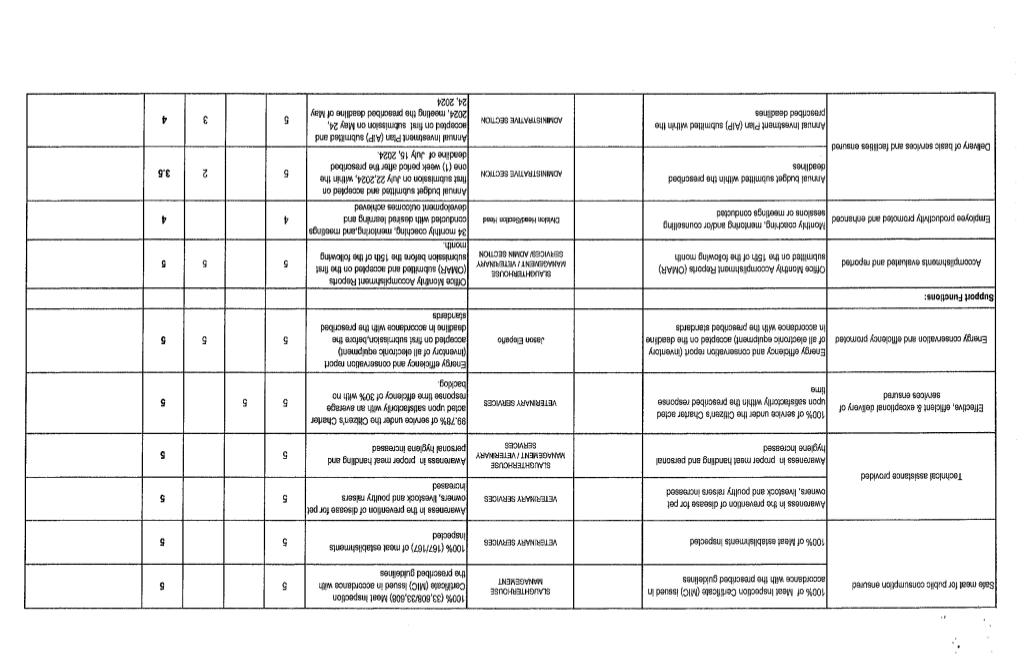 Safe meat for public consumption ensured
100% of Meat Inspection Certificate (MIC) issued in
accordance with the prescribed guidelines
SLAUGHTERHOUSE
MANAGEMENT
100% (33,608/33,608) Meat Inspection
Certificate (MIC) issued in accordance with
the prescribed guidelines
5
5
100% of Meat establishments inspected
VETERINARY SERVICES
100% (167/167) of meat establishments
inspected
5
5
Technical assistance provided
Awareness in the prevention of disease for pet
owners, livestock and poultry raisers increased
VETERINARY SERVICES
Awareness in the prevention of disease for pet
owners, livestock and poultry raisers
increased
5
5
Awareness in proper meat handling and personal
hygiene increased
SLAUGHTERHOUSE
MANAGEMENT / VETERINARY
SERVICES
Awareness in proper meat handling and
personal hygiene increased
5
5
Effective, efficient & exceptional delivery of
services ensured
100% of service under the Citizen's Charter acted
upon satisfactorily within the prescribed response
time
VETERINARY SERVICES
99.78% of service under the Citizen's Charter
acted upon satisfactorily with an average
response time efficiency of 30% with no
backlog.
5
5
5
Energy conservation and efficiency promoted
Energy efficiency and conservation report (inventory
of all electronic equipment) accepted on the deadline
in accordance with the prescribed standards
Jason Elepaño
Energy efficiency and conservation report
(inventory of all electronic equipment)
accepted on first submission,before the
deadline in accordance with the prescribed
standards
5
5
5
Support Functions:
Accomplishments evaluated and reported
Office Monthly Accomplishment Reports (OMAR)
submitted on the 15th of the following month
SLAUGHTERHOUSE
MANAGEMENT / VETERINARY
SERVICES/ ADMIN SECTION
Office Monthly Accomplishment Reports
(OMAR) submitted and accepted on the first
submission before the 15th of the following
month.
5
5
5
Employee productivity promoted and enhanced
Monthly coaching, mentoring and/or counselling
sessions or meetings conducted
Division Head/Section Head
34 monthly coaching, mentoring,and meetings
conducted with desired learning and
development outcomes achieved
4
4
Delivery of basic services and facilities ensured
Annual budget submitted within the prescribed
deadlines
ADMINISTRATIVE SECTION
Annual budget submitted and accepted on
first submission on July 22,2024, within the
one (1) week period after the prescribed
deadline of July 15, 2024.
5
2
3.5
Annual Investment Plan (AIP) submitted within the
prescribed deadlines
ADMINISTRATIVE SECTION
Annual Investment Plan (AIP) submitted and
accepted on first submission on May 24,
2024, meeting the prescribed deadline of May
24, 2024
5
3
4